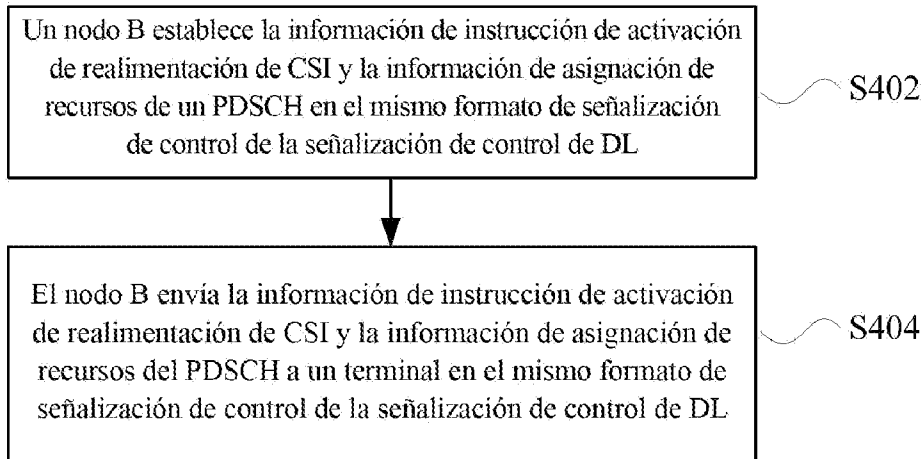 Un nodo B establece la información de instrucción de activación
de realimentación de CSI y la información de asignación de
recursos de un PDSCH en el mismo formato de señalización
de control de la señalización de control de DL
S402
El nodo B envía la información de instrucción de activación
de realimentación de CSI y la información de asignación de
recursos del PDSCH a un terminal en el mismo formato de
señalización de control de la señalización de control de DL
S404